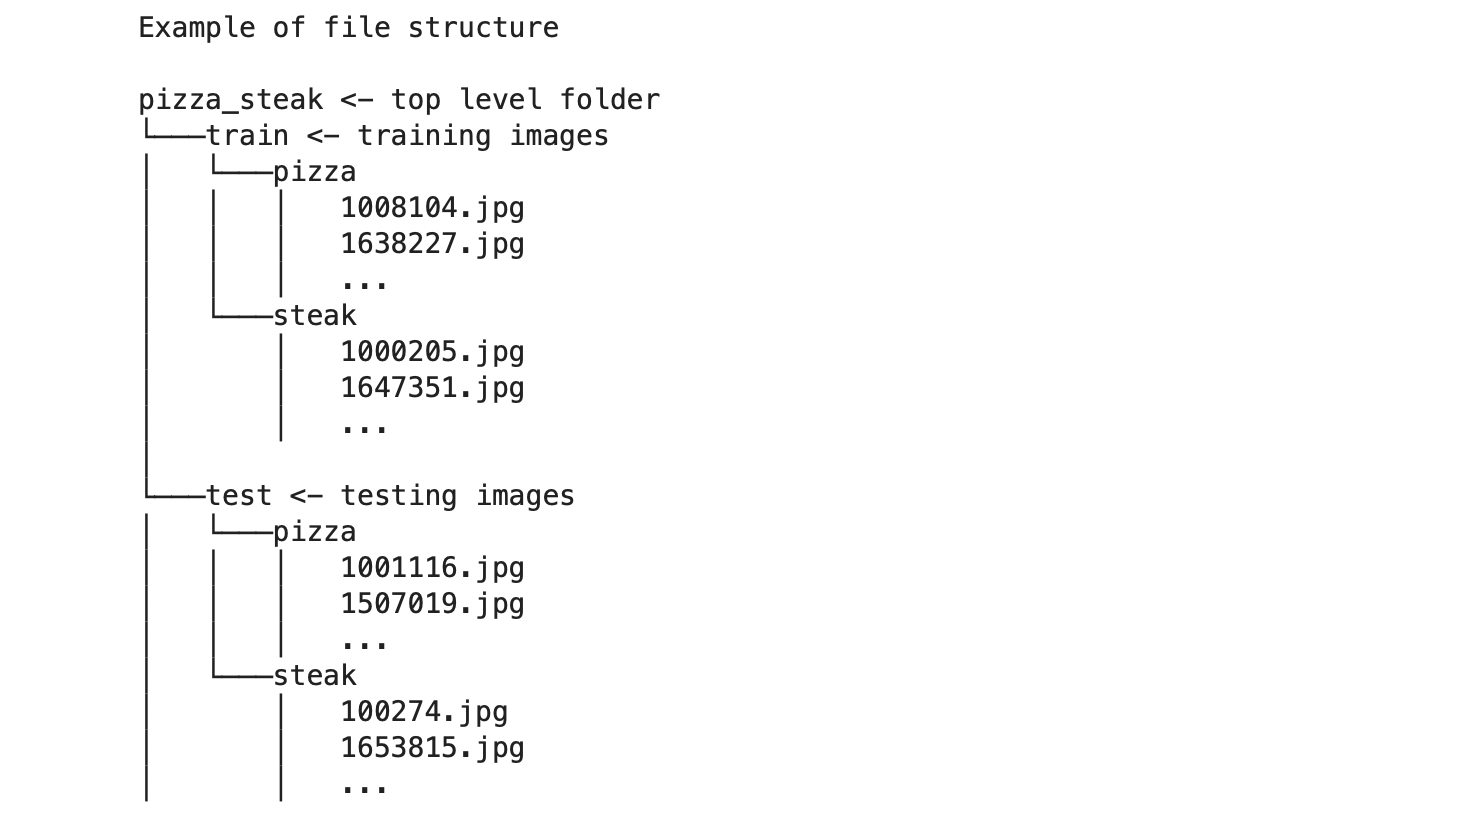 Example of file structure
pizza_steak <- top level folder
└───train <- training images
│   └───pizza
│   │   │   1008104.jpg
│   │   │   1638227.jpg
│   │   │   ...
│   └───steak
│       │   1000205.jpg
│       │   1647351.jpg
│       │   ...
│
└───test <- testing images
│   └───pizza
│   │   │   1001116.jpg
│   │   │   1507019.jpg
│   │   │   ...
│   └───steak
│       │   100274.jpg
│       │   1653815.jpg
│       │   ...